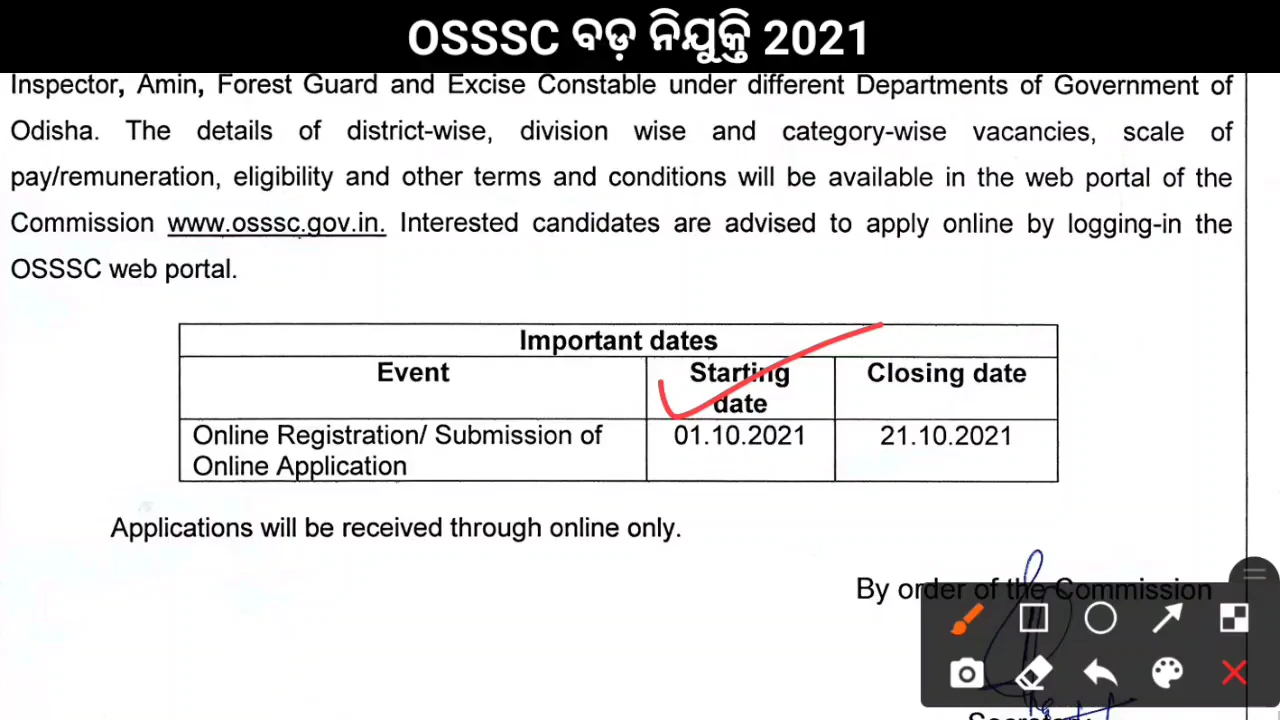 OSSSC ବଡ଼ ନିଯୁକ୍ତି 2021
Inspector, Amin, Forest Guard and Excise Constable under different Departments of Government of
Odisha. The details of district-wise, division wise and category-wise vacancies, scale of
pay/remuneration, eligibility and other terms and conditions will be available in the web portal of the
Commission www.osssc.gov.in. Interested candidates are advised to apply online by logging-in the
OSSSC web portal.
Important dates
Event Starting date Closing date
Online Registration/ Submission of Online Application 01.10.2021 21.10.2021
Applications will be received through online only.
By order of the Commission